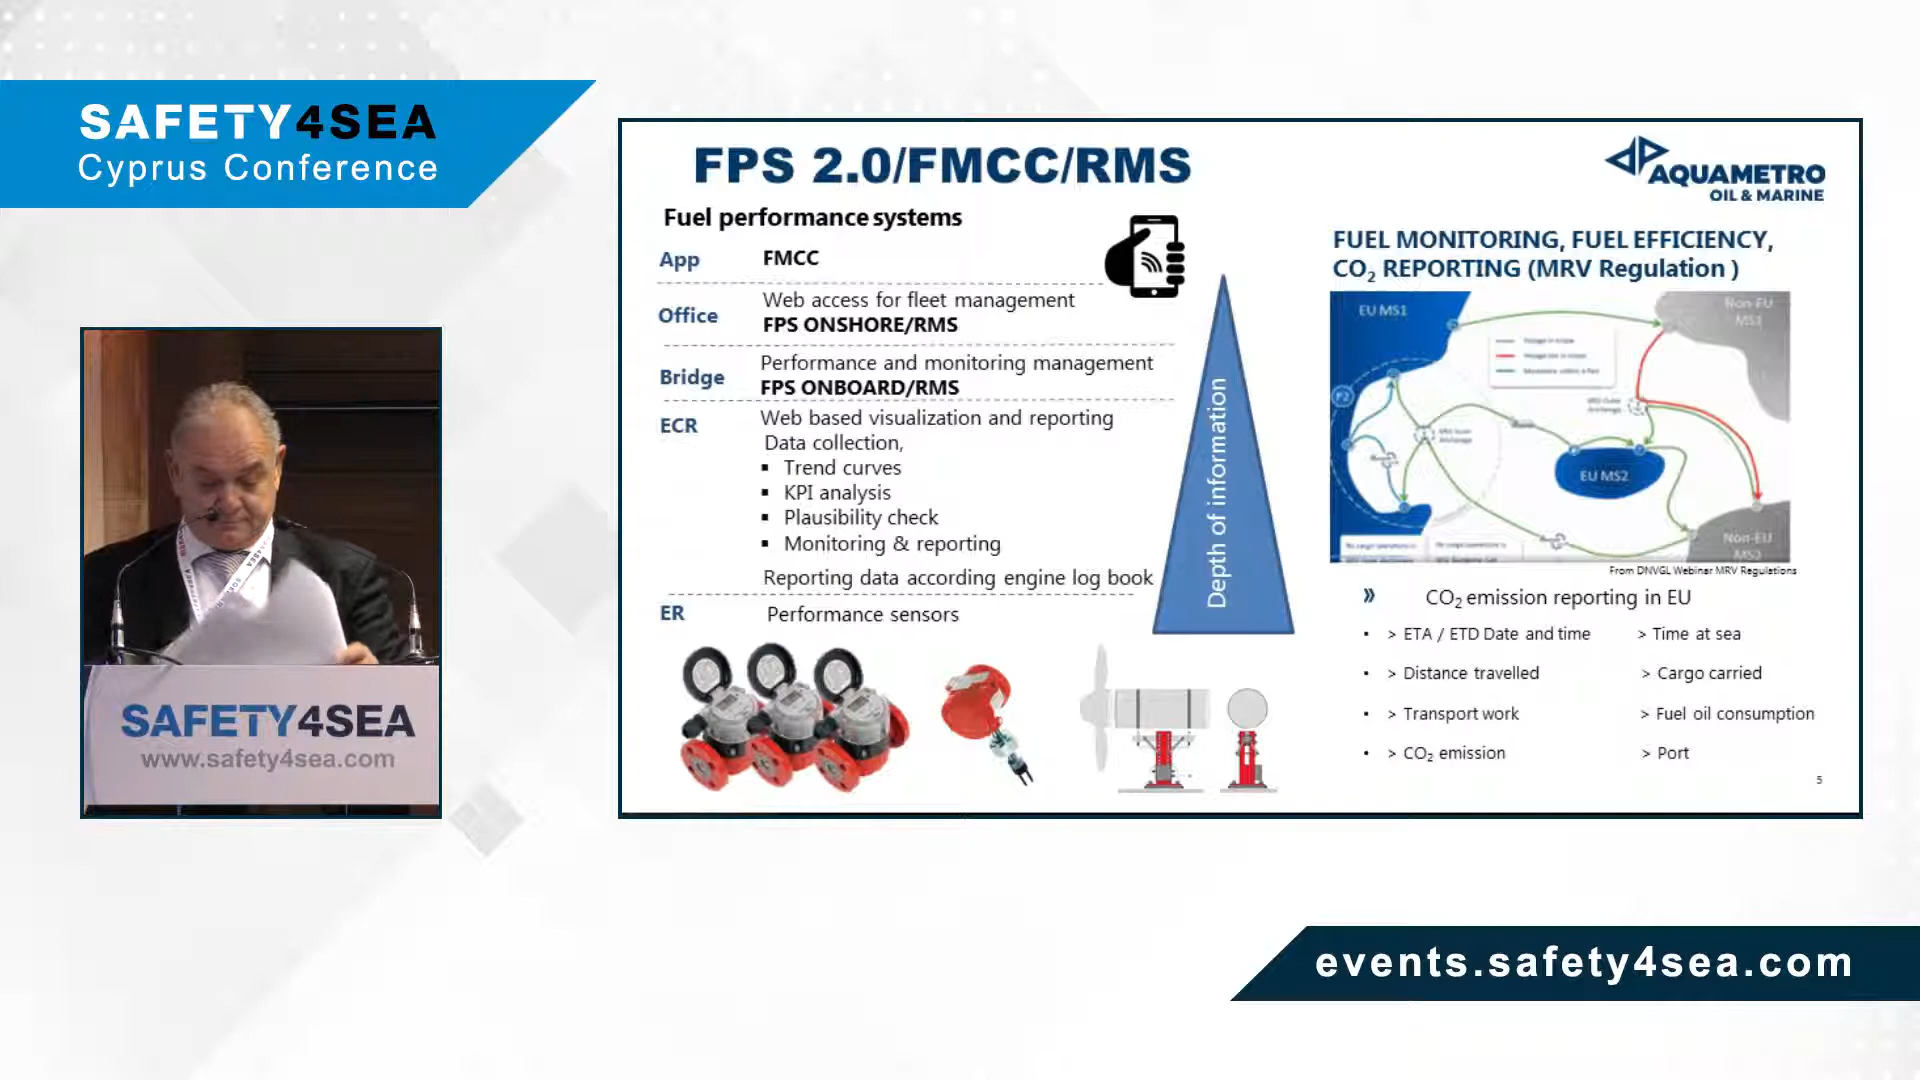 SAFETY4SEA
Cyprus Conference
SAFETY4SEA
www.safety4sea.com
FPS 2.0/FMCC/RMS
AQUAMETRO
OIL & MARINE
Fuel performance systems
App FMCC
Office Web access for fleet management
FPS ONSHORE/RMS
Bridge Performance and monitoring management
FPS ONBOARD/RMS
ECR Web based visualization and reporting
Data collection,
▪ Trend curves
▪ KPI analysis
▪ Plausibility check
▪ Monitoring & reporting
Reporting data according engine log book
ER Performance sensors
Depth of information
FUEL MONITORING, FUEL EFFICIENCY,
CO₂ REPORTING (MRV Regulation )
EU MS1
Non-EU
MS1
EU MS2
Non-EU
MS2
From DNVGL Webinar MRV Regulations
» CO₂ emission reporting in EU
• > ETA / ETD Date and time > Time at sea
• > Distance travelled > Cargo carried
• > Transport work > Fuel oil consumption
• > CO₂ emission > Port
5
events.safety4sea.com